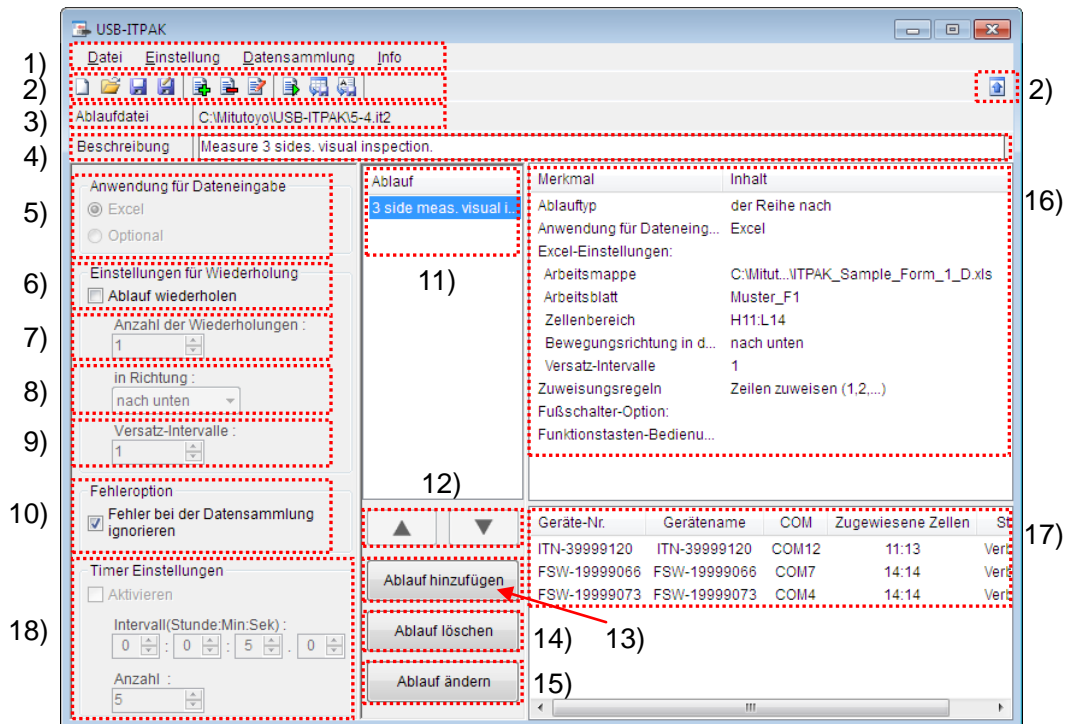 USB-ITPAK
1) Datei Einstellung Datensammlung Info
2) 2)
3) Ablaufdatei C:\Mitutoyo\USB-ITPAK\5-4.it2
4) Beschreibung Measure 3 sides. visual inspection.
5) Anwendung für Dateneingabe
Excel
Optional
6) Einstellungen für Wiederholung
Ablauf wiederholen
7) Anzahl der Wiederholungen :
1
8) in Richtung :
nach unten
9) Versatz-Intervalle :
1
10) Fehleroption
Fehler bei der Datensammlung
ignorieren
18) Timer Einstellungen
Aktivieren
Intervall(Stunde:Min:Sek) :
0 : 0 : 5 . 0
Anzahl :
5
Ablauf
3 side meas. visual i...
11)
12)
▲ ▼
Ablauf hinzufügen
13)
Ablauf löschen
14)
Ablauf ändern
15)
Merkmal Inhalt
16)
Ablauftyp der Reihe nach
Anwendung für Dateneing... Excel
Excel-Einstellungen:
Arbeitsmappe C:\Mitut...\ITPAK_Sample_Form_1_D.xls
Arbeitsblatt Muster_F1
Zellenbereich H11:L14
Bewegungsrichtung in d... nach unten
Versatz-Intervalle 1
Zuweisungsregeln Zeilen zuweisen (1,2,...)
Fußschalter-Option:
Funktionstasten-Bedienu...
Geräte-Nr. Gerätename COM Zugewiesene Zellen
17)
ITN-39999120 ITN-39999120 COM12 11:13
FSW-19999066 FSW-19999066 COM7 14:14
FSW-19999073 FSW-19999073 COM4 14:14